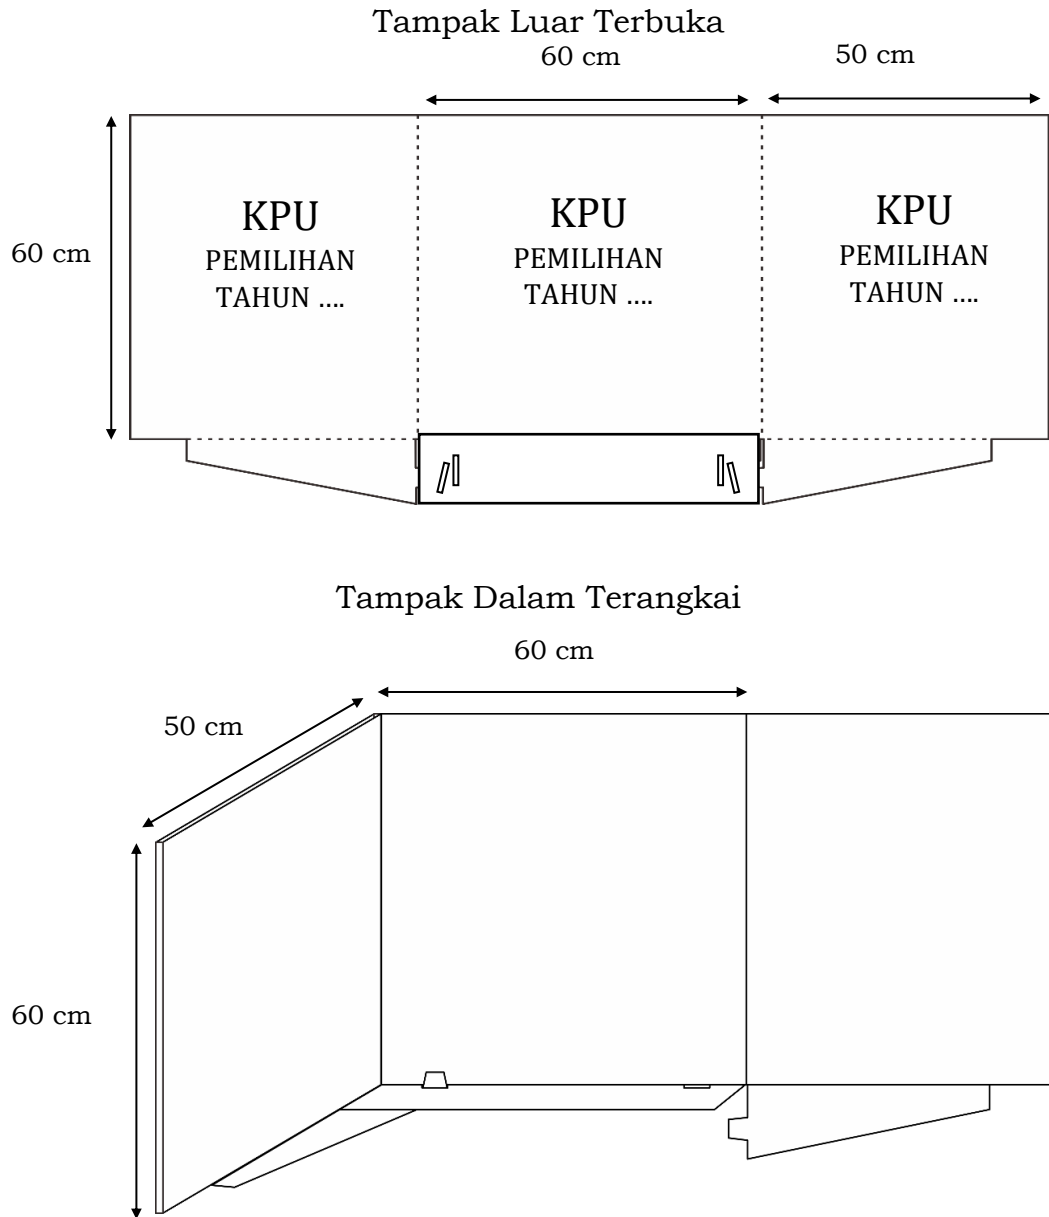 Tampak Luar Terbuka
60 cm
50 cm
60 cm
KPU
PEMILIHAN
TAHUN ....
KPU
PEMILIHAN
TAHUN ....
KPU
PEMILIHAN
TAHUN ....
Tampak Dalam Terangkai
60 cm
50 cm
60 cm